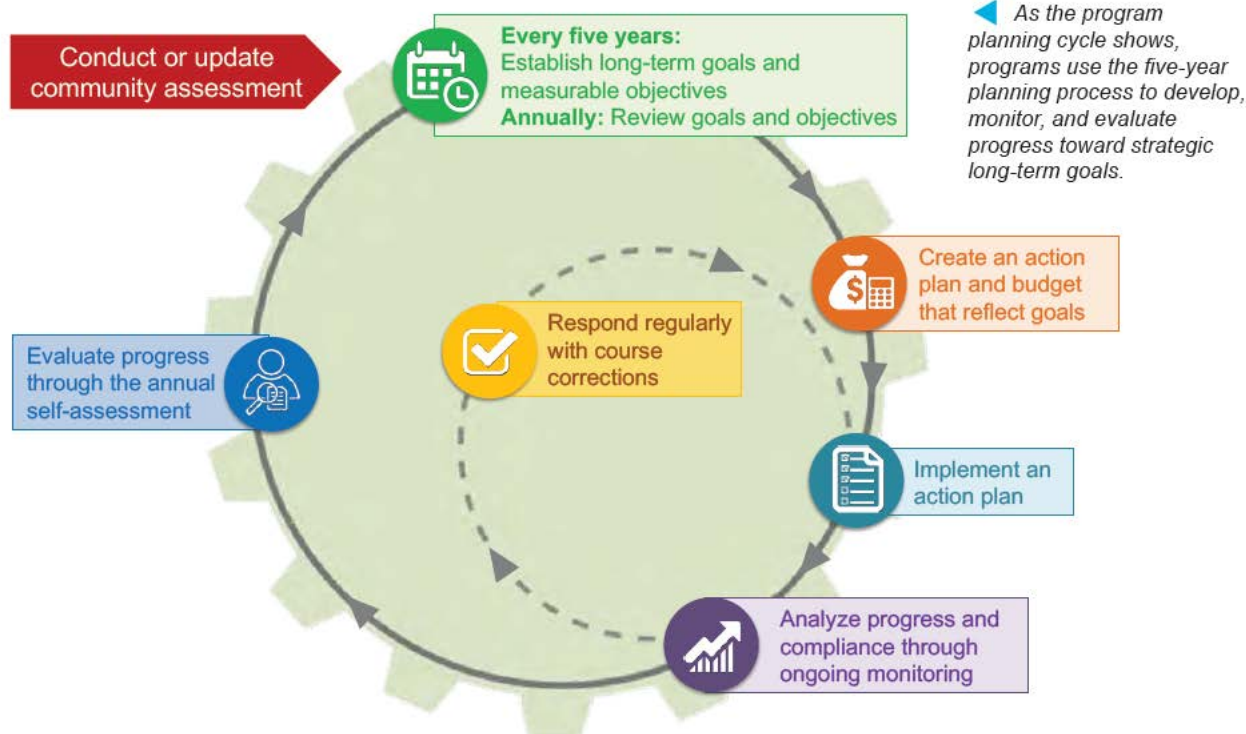 Conduct or update
community assessment
Every five years:
Establish long-term goals and
measurable objectives
Annually: Review goals and objectives
As the program
planning cycle shows,
programs use the five-year
planning process to develop,
monitor, and evaluate
progress toward strategic
long-term goals.
Create an action
plan and budget
that reflect goals
$
Respond regularly
with course
corrections
Evaluate progress
through the annual
self-assessment
Implement an
action plan
Analyze progress and
compliance through
ongoing monitoring